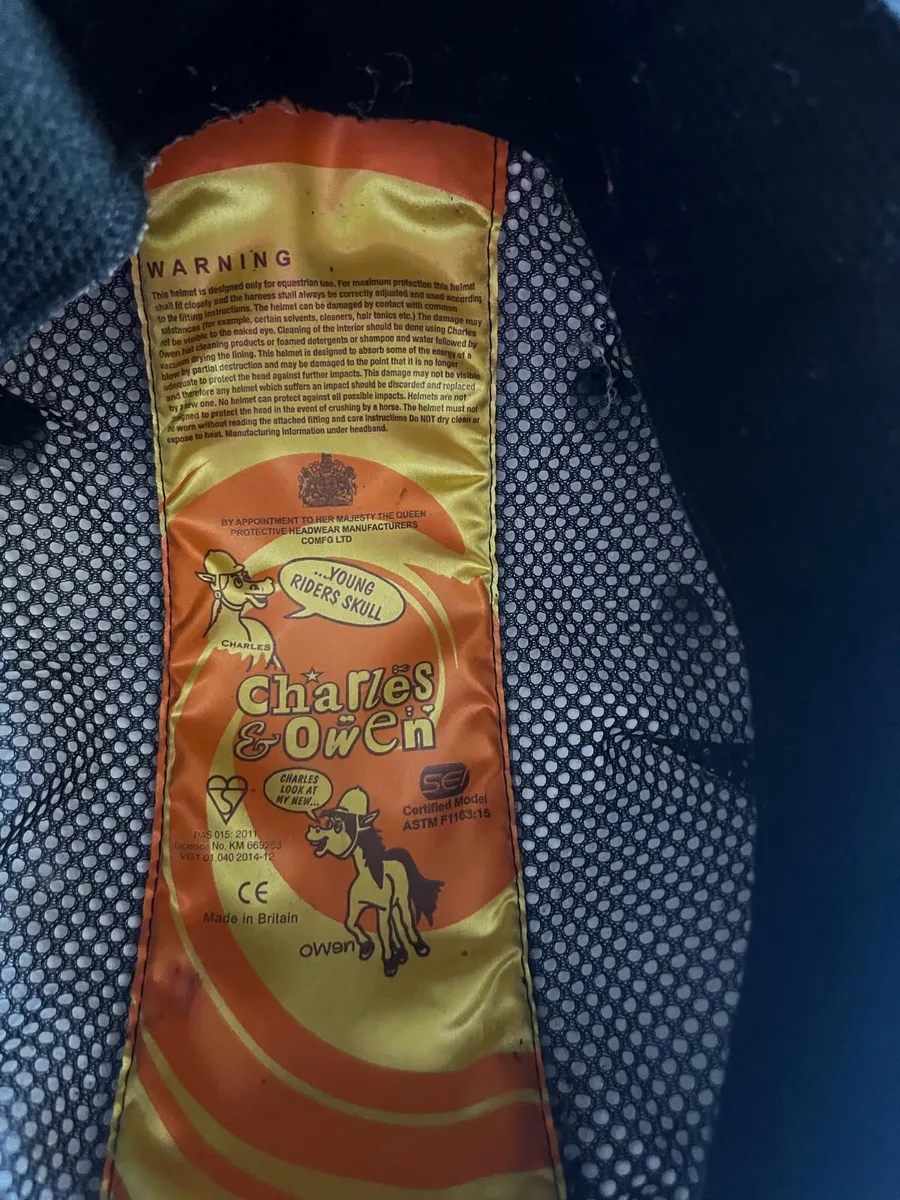 WARNING
This helmet is designed only for equestrian use. For maximum protection this helmet
shall fit closely and the harness shall always be correctly adjusted and used according
to the fitting instructions. The helmet can be damaged by contact with common
substances (for example, certain solvents, cleaners, hair tonics etc.) The damage may
not be visible to the naked eye. Cleaning of the interior should be done using Charles
Owen hat cleaning products or foamed detergents or shampoo and water followed by
vacuum drying the lining. This helmet is designed to absorb some of the energy of a
blow by partial destruction and may be damaged to the point that it is no longer
adequate to protect the head against further impacts. This damage may not be visible
and therefore any helmet which suffers an impact should be discarded and replaced
by a new one. No helmet can protect against all possible impacts. Helmets are not
designed to protect the head in the event of crushing by a horse. The helmet must not
be worn without reading the attached fitting and care instructions Do NOT dry clean or
expose to heat. Manufacturing Information under headband.
BY APPOINTMENT TO HER MAJESTY THE QUEEN
PROTECTIVE HEADWEAR MANUFACTURERS
COMFG LTD
...YOUNG
RIDERS SKULL
CHARLES
Charles
& Owen
CHARLES
LOOK AT
MY NEW...
SEI
Certified Model
ASTM F1163:15
PAS 015: 2011
No. KM 669253
VG1 01.040 2014-12
CE
Made in Britain
owen